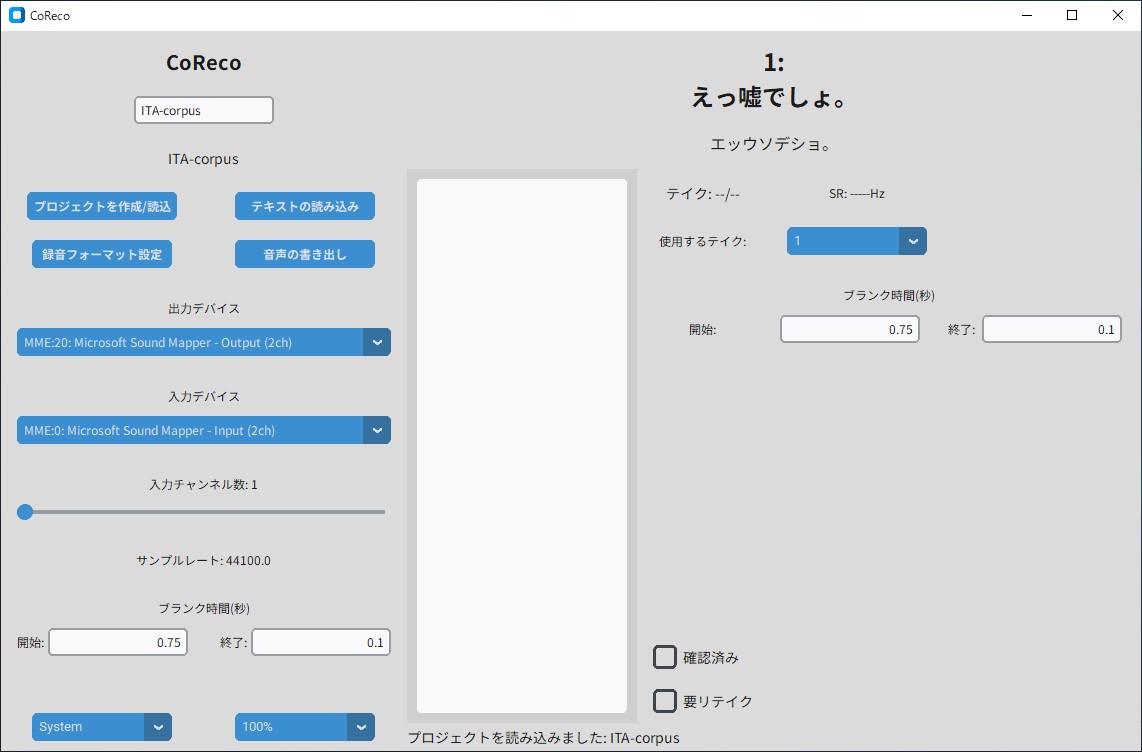 CoReco
CoReco
ITA-corpus
ITA-corpus
プロジェクトを作成/読込
テキストの読み込み
録音フォーマット設定
音声の書き出し
出力デバイス
MME:20: Microsoft Sound Mapper - Output (2ch)
入力デバイス
MME:0: Microsoft Sound Mapper - Input (2ch)
入力チャンネル数: 1
サンプルレート: 44100.0
ブランク時間(秒)
開始: 0.75 終了: 0.1
System
100%
1:
えっ嘘でしょ。
エッウソデショ。
テイク: --/--
SR: -----Hz
使用するテイク: 1
ブランク時間(秒)
開始: 0.75 終了: 0.1
確認済み
要リテイク
プロジェクトを読み込みました: ITA-corpus